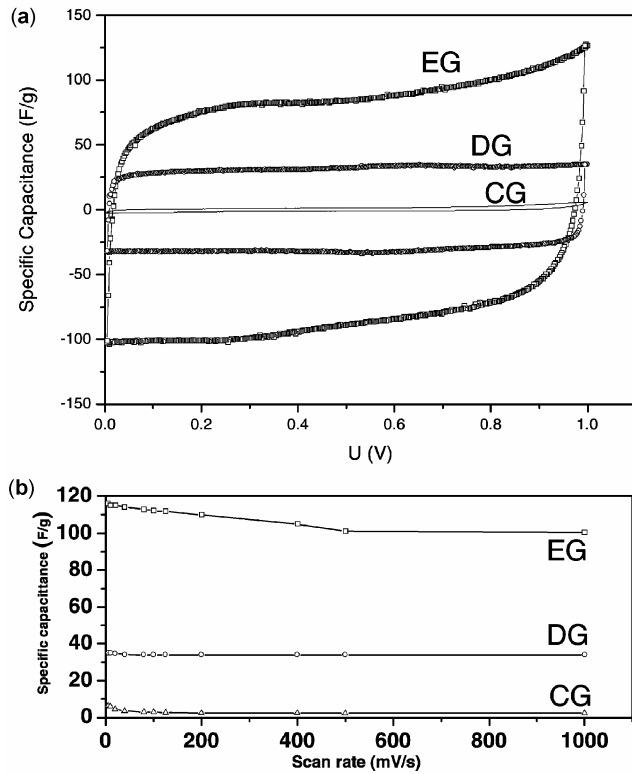 (a)
150
100
50
0
-50
-100
-150
Specific Capacitance (F/g)
EG
DG
CG
0.0 0.2 0.4 0.6 0.8 1.0
U (V)
(b)
120
100
80
60
40
20
0
Specific capacittance (F/g)
EG
DG
CG
0 200 400 600 800 1000
Scan rate (mV/s)